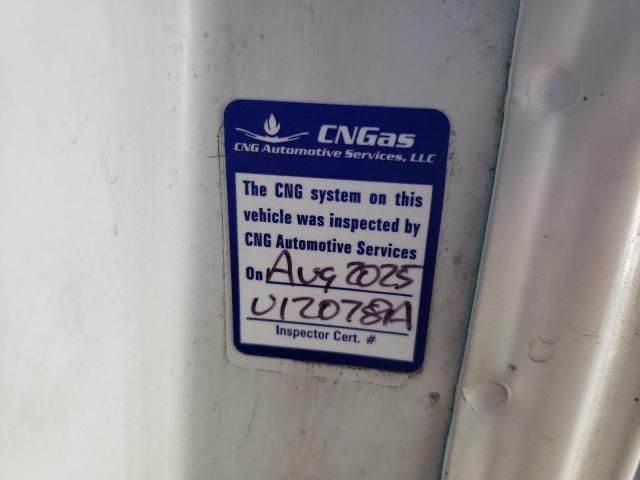 CNGas
CNG Automotive Services, LLC
The CNG system on this
vehicle was inspected by
CNG Automotive Services
On Aug 2025
U120789A
Inspector Cert. #